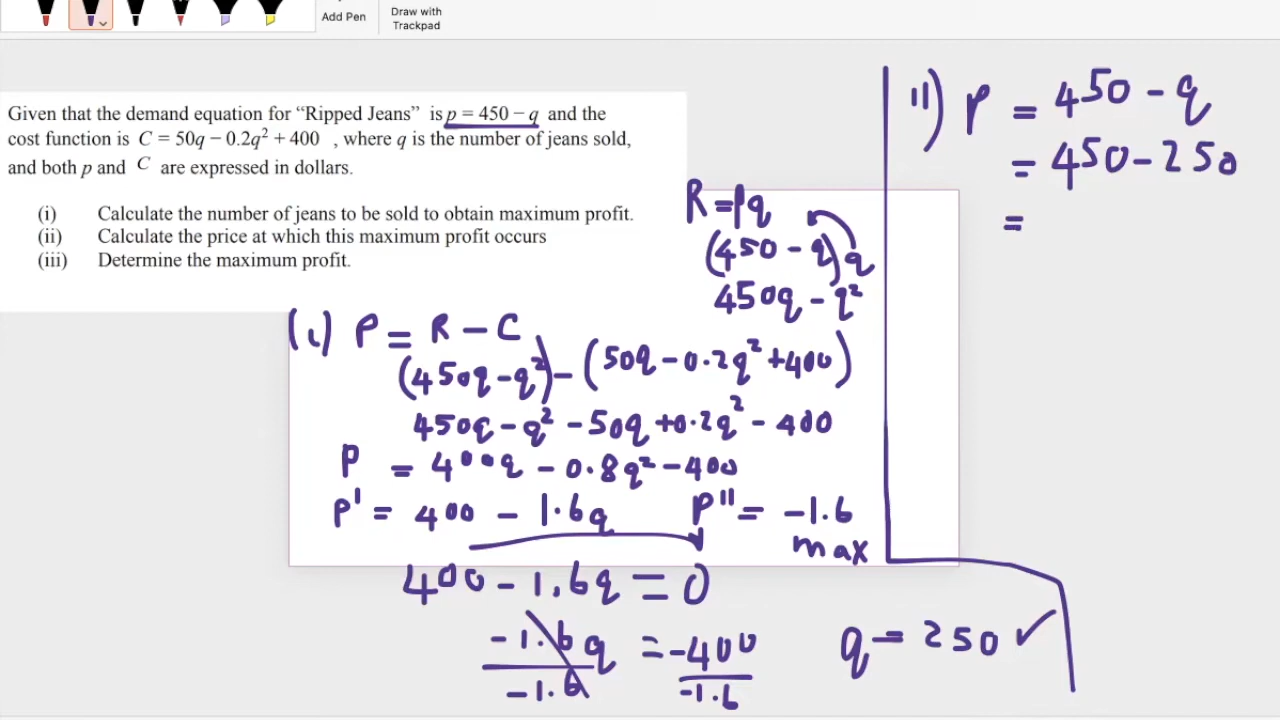 Add Pen
Draw with
Trackpad
Given that the demand equation for “Ripped Jeans” is p = 450 − q and the
cost function is C = 50q − 0.2q² + 400 , where q is the number of jeans sold,
and both p and C are expressed in dollars.
(i) Calculate the number of jeans to be sold to obtain maximum profit.
(ii) Calculate the price at which this maximum profit occurs
(iii) Determine the maximum profit.
R = pq
(450 - q)q
450q - q²
(i) P = R - C
(450q - q²) - (50q - 0.2q² + 400)
450q - q² - 50q + 0.2q² - 400
P = 400q - 0.8q² - 400
P' = 400 - 1.6q P'' = -1.6
max
400 - 1.6q = 0
-1.6q = -400
-1.6 -1.6
q = 250 ✓
ii) P = 450 - q
= 450 - 250
=